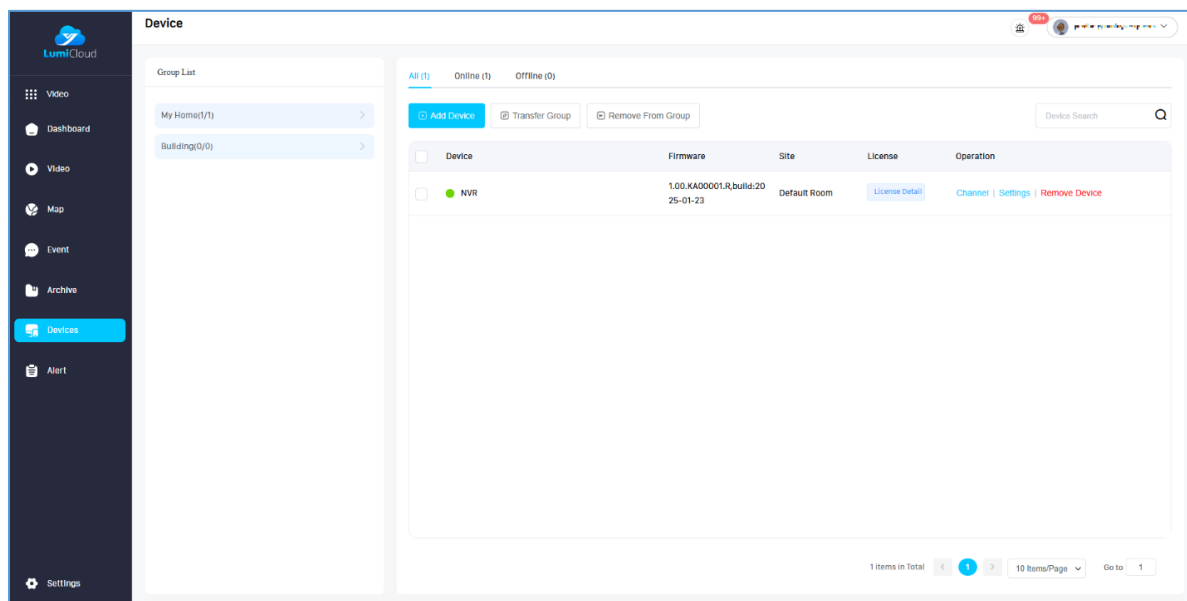 LumiCloud
Video
Dashboard
Video
Map
Event
Archive
Devices
Alert
Settings
Device
99+
Group List
My Home(1/1)
Building(0/0)
All (1) Online (1) Offline (0)
Add Device Transfer Group Remove From Group Device Search
Device Firmware Site License Operation
NVR 1.00.KA00001.R,build:20 Default Room License Detail Channel | Settings | Remove Device
25-01-23
1 items in Total < 1 > 10 Items/Page Go to 1